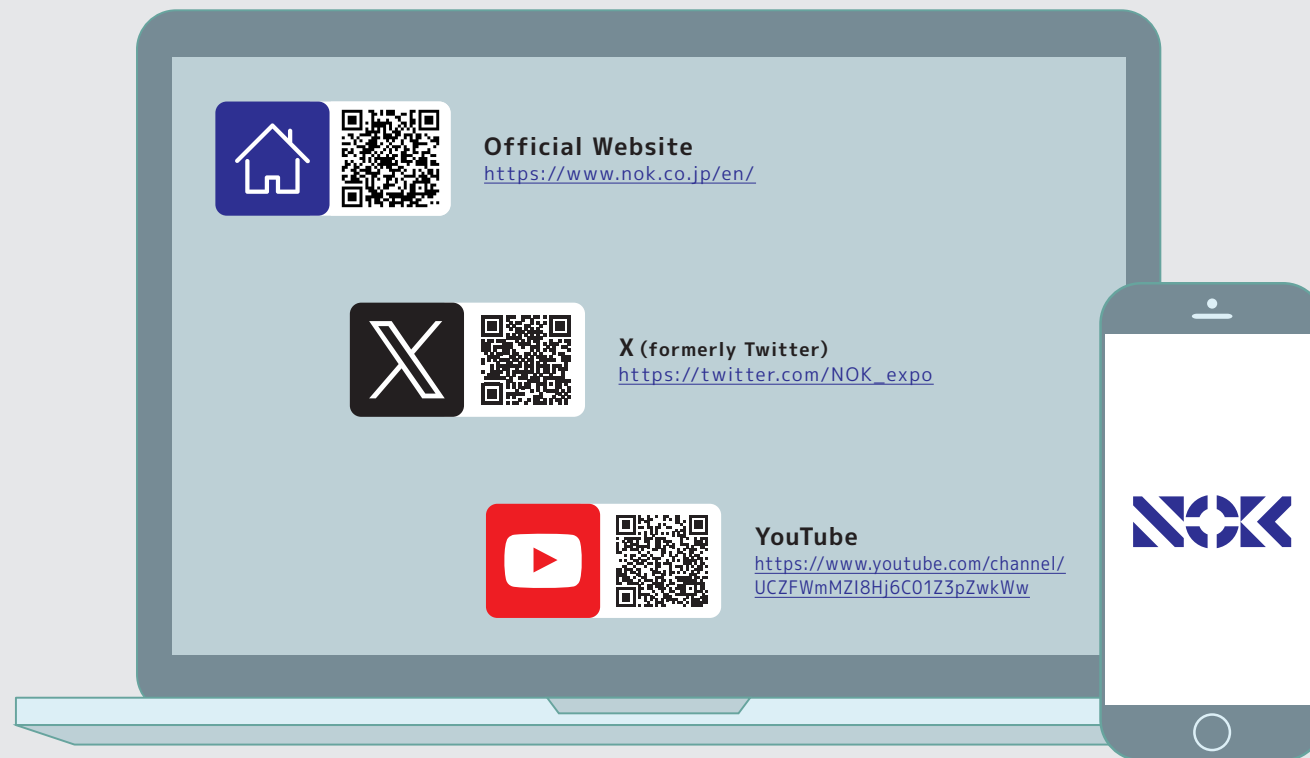 Official Website
https://www.nok.co.jp/en/
X (formerly Twitter)
https://twitter.com/NOK_expo
YouTube
https://www.youtube.com/channel/
UCZFWmMZI8Hj6C01Z3pZwkWw
NOK